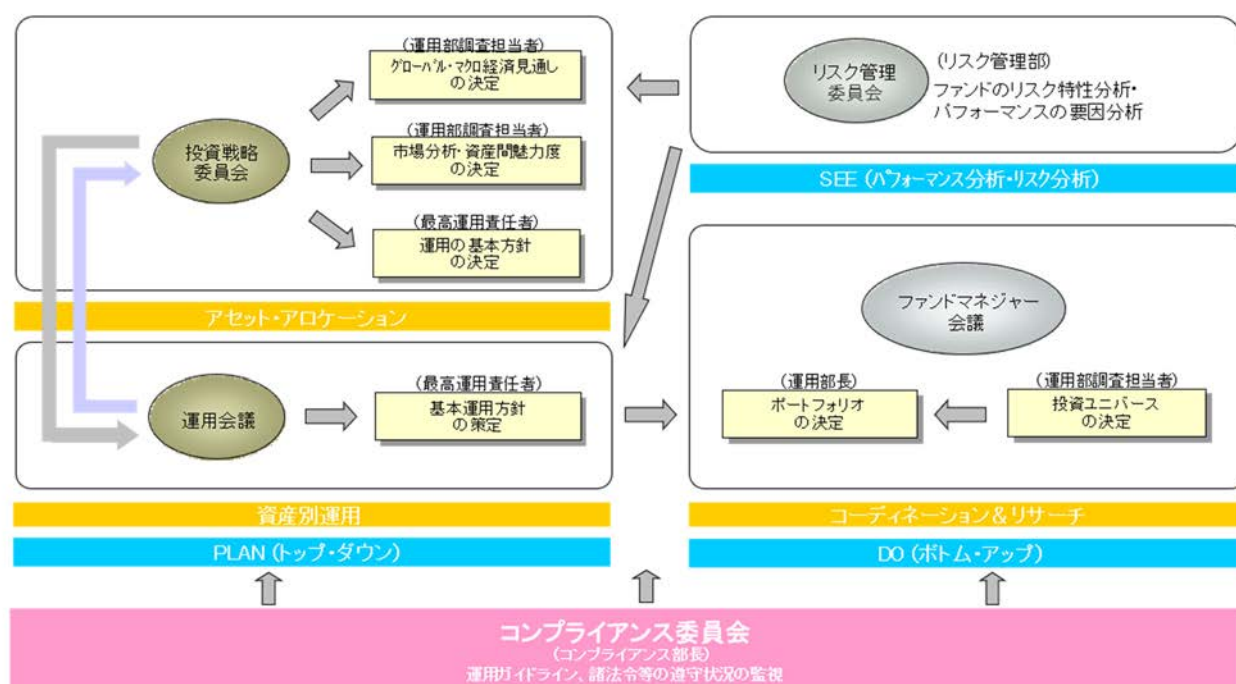 (運用部調査担当者)
グローバル・マクロ経済見通し
の決定
(運用部調査担当者)
市場分析・資産間魅力度
の決定
(最高運用責任者)
運用の基本方針
の決定
投資戦略
委員会
アセット・アロケーション
運用会議
(最高運用責任者)
基本運用方針
の策定
資産別運用
PLAN (トップ・ダウン)
リスク管理
委員会
(リスク管理部)
ファンドのリスク特性分析・
パフォーマンスの要因分析
SEE (パフォーマンス分析・リスク分析)
ファンドマネジャー
会議
(運用部長)
ポートフォリオ
の決定
(運用部調査担当者)
投資ユニバース
の決定
コーディネーション&リサーチ
DO (ボトム・アップ)
コンプライアンス委員会
(コンプライアンス部長)
運用ガイドライン、諸法令等の遵守状況の監視